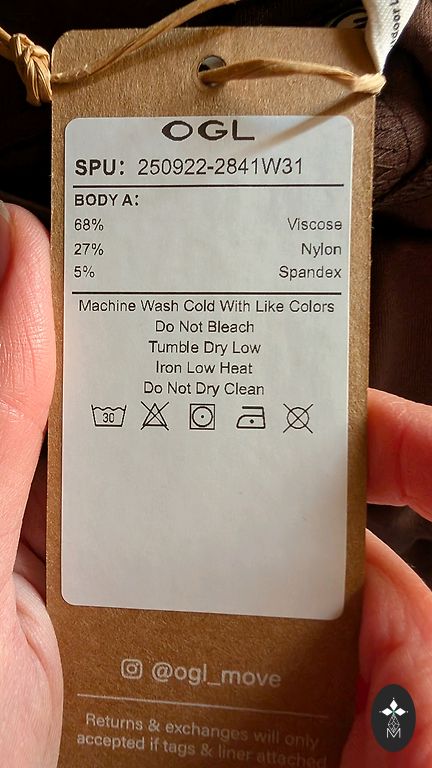 OGL
SPU: 250922-2841W31
BODY A:
68% Viscose
27% Nylon
5% Spandex
Machine Wash Cold With Like Colors
Do Not Bleach
Tumble Dry Low
Iron Low Heat
Do Not Dry Clean
30
@ogl_move
Returns & exchanges will only
accepted if tags & liner attached